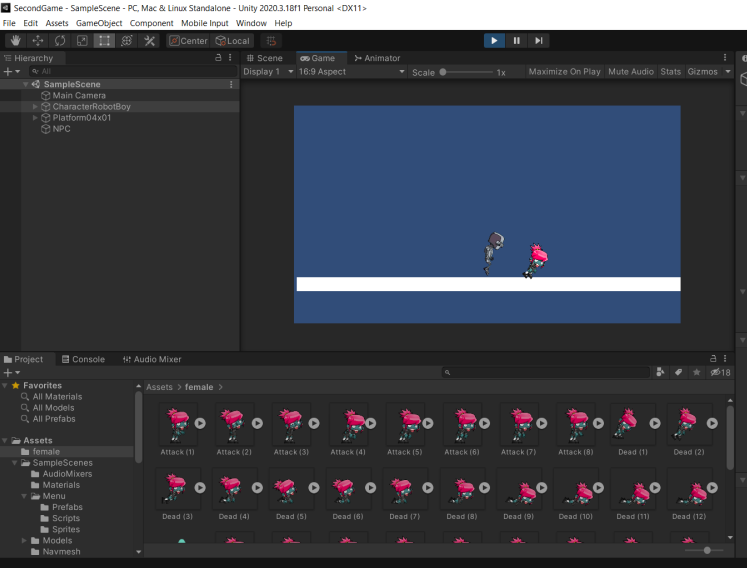 SecondGame - SampleScene - PC, Mac & Linux Standalone - Unity 2020.3.18f1 Personal <DX11>
File Edit Assets GameObject Component Mobile Input Window Help
Center Local
Hierarchy
Scene Game Animator
All
Display 1 16:9 Aspect Scale 1x Maximize On Play Mute Audio Stats Gizmos
SampleScene
Main Camera
CharacterRobotBoy
Platform04x01
NPC
Project Console Audio Mixer
18
Favorites
All Materials
All Models
All Prefabs
Assets
female
SampleScenes
AudioMixers
Materials
Menu
Prefabs
Scripts
Sprites
Models
Navmesh
Assets > female >
Attack (1) Attack (2) Attack (3) Attack (4) Attack (5) Attack (6) Attack (7) Attack (8) Dead (1) Dead (2)
Dead (3) Dead (4) Dead (5) Dead (6) Dead (7) Dead (8) Dead (9) Dead (10) Dead (11) Dead (12)